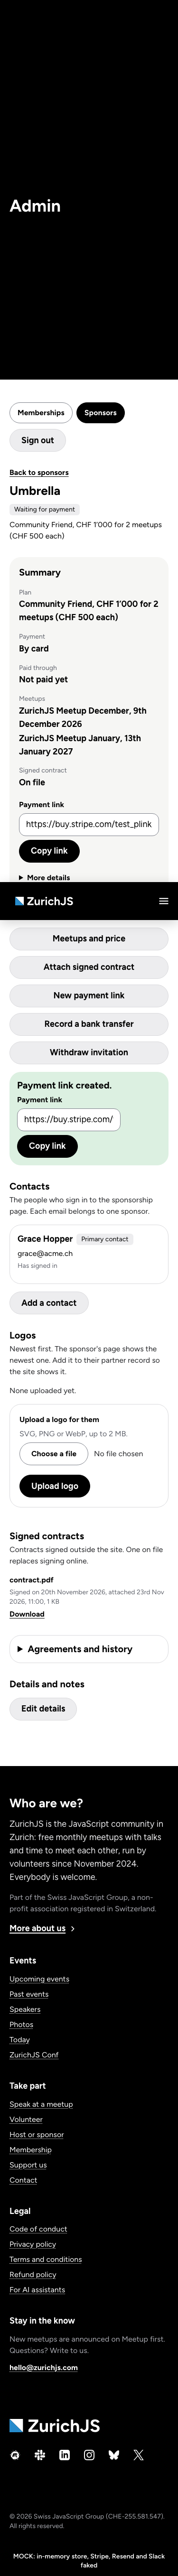 Admin
Memberships
Sponsors
Sign out
Back to sponsors
Umbrella
Waiting for payment
Community Friend, CHF 1'000 for 2 meetups
(CHF 500 each)
Summary
Plan
Community Friend, CHF 1'000 for 2
meetups (CHF 500 each)
Payment
By card
Paid through
Not paid yet
Meetups
ZurichJS Meetup December, 9th
December 2026
ZurichJS Meetup January, 13th
January 2027
Signed contract
On file
Payment link
https://buy.stripe.com/test_plink
Copy link
More details
ZurichJS
Meetups and price
Attach signed contract
New payment link
Record a bank transfer
Withdraw invitation
Payment link created.
Payment link
https://buy.stripe.com/
Copy link
Contacts
The people who sign in to the sponsorship
page. Each email belongs to one sponsor.
Grace Hopper
Primary contact
grace@acme.ch
Has signed in
Add a contact
Logos
Newest first. The sponsor's page shows the
newest one. Add it to their partner record so
the site shows it.
None uploaded yet.
Upload a logo for them
SVG, PNG or WebP, up to 2 MB.
Choose a file
No file chosen
Upload logo
Signed contracts
Contracts signed outside the site. One on file
replaces signing online.
contract.pdf
Signed on 20th November 2026, attached 23rd Nov
2026, 11:00, 1 KB
Download
Agreements and history
Details and notes
Edit details
Who are we?
ZurichJS is the JavaScript community in
Zurich: free monthly meetups with talks
and time to meet each other, run by
volunteers since November 2024.
Everybody is welcome.
Part of the Swiss JavaScript Group, a non-
profit association registered in Switzerland.
More about us
Events
Upcoming events
Past events
Speakers
Photos
Today
ZurichJS Conf
Take part
Speak at a meetup
Volunteer
Host or sponsor
Membership
Support us
Contact
Legal
Code of conduct
Privacy policy
Terms and conditions
Refund policy
For AI assistants
Stay in the know
New meetups are announced on Meetup first.
Questions? Write to us.
hello@zurichjs.com
ZurichJS
© 2026 Swiss JavaScript Group (CHE-255.581.547).
All rights reserved.
MOCK: in-memory store, Stripe, Resend and Slack
faked